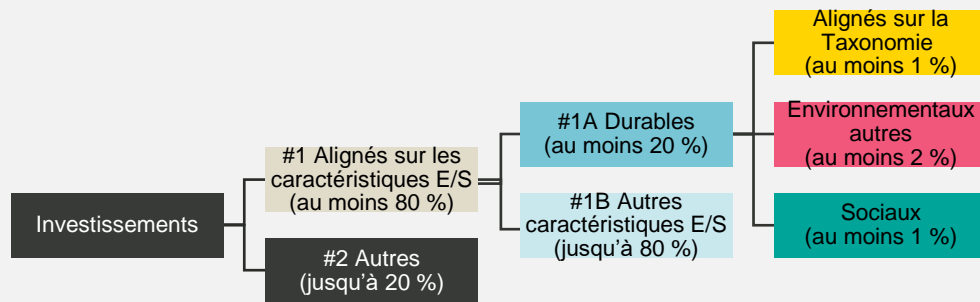 Investissements
#1 Alignés sur les
caractéristiques E/S
(au moins 80 %)
#2 Autres
(jusqu'à 20 %)
#1A Durables
(au moins 20 %)
#1B Autres
caractéristiques E/S
(jusqu'à 80 %)
Alignés sur la
Taxonomie
(au moins 1 %)
Environnementaux
autres
(au moins 2 %)
Sociaux
(au moins 1 %)